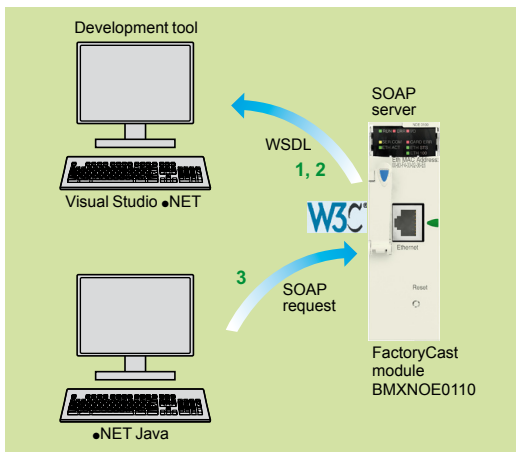 Development tool
SOAP
server
WSDL
1, 2
Visual Studio ●NET
W3C
Ethernet
3
SOAP
request
Reset
FactoryCast
module
BMXNOE0110
●NET Java